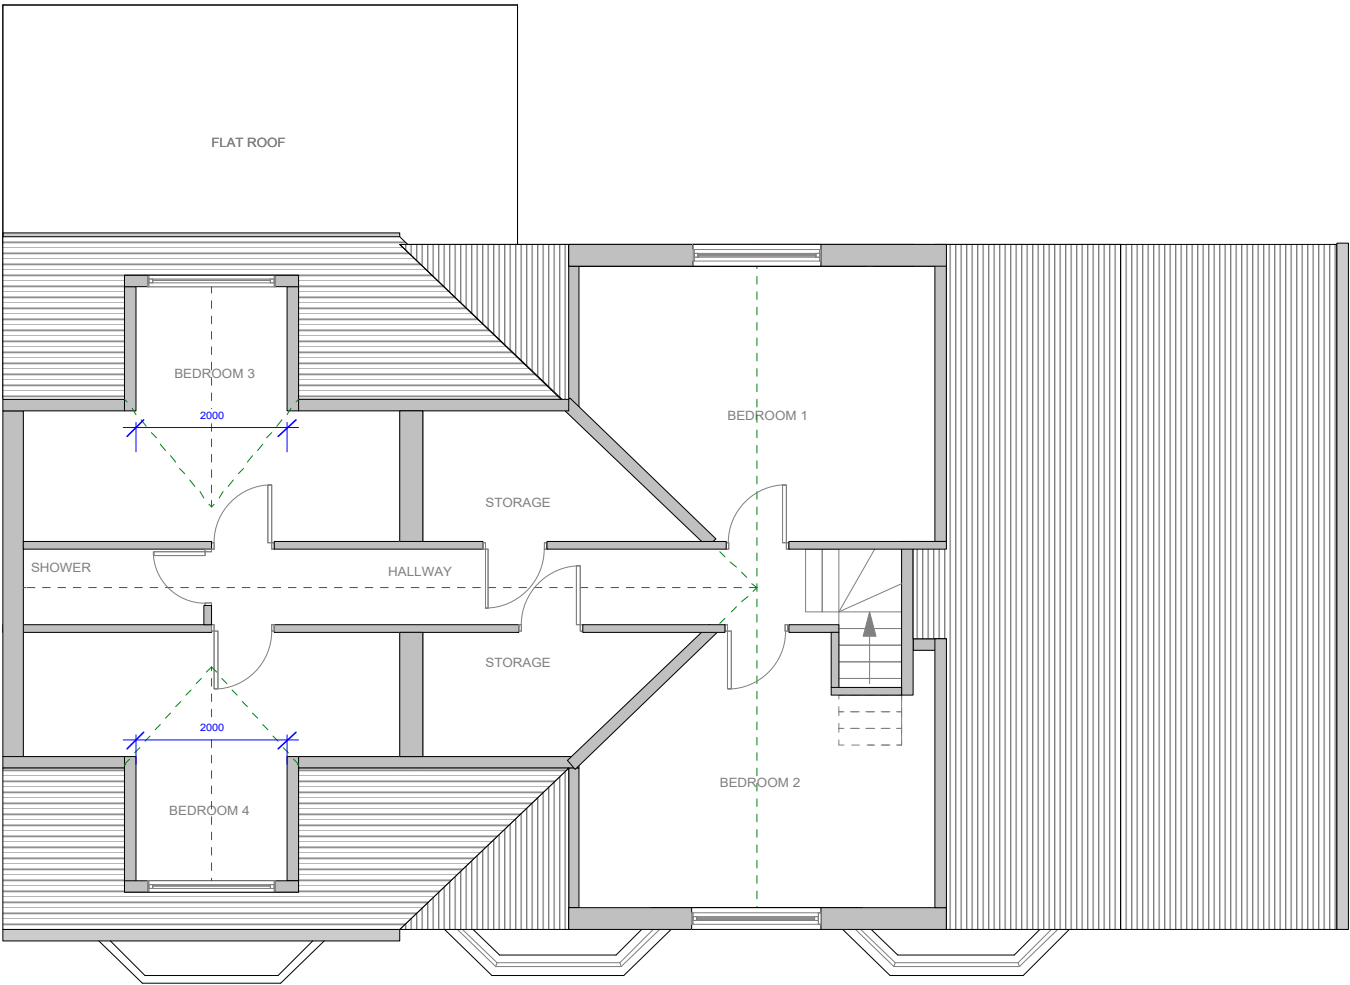 FLAT ROOF
BEDROOM 3
2000
BEDROOM 1
STORAGE
SHOWER
HALLWAY
STORAGE
2000
BEDROOM 2
BEDROOM 4